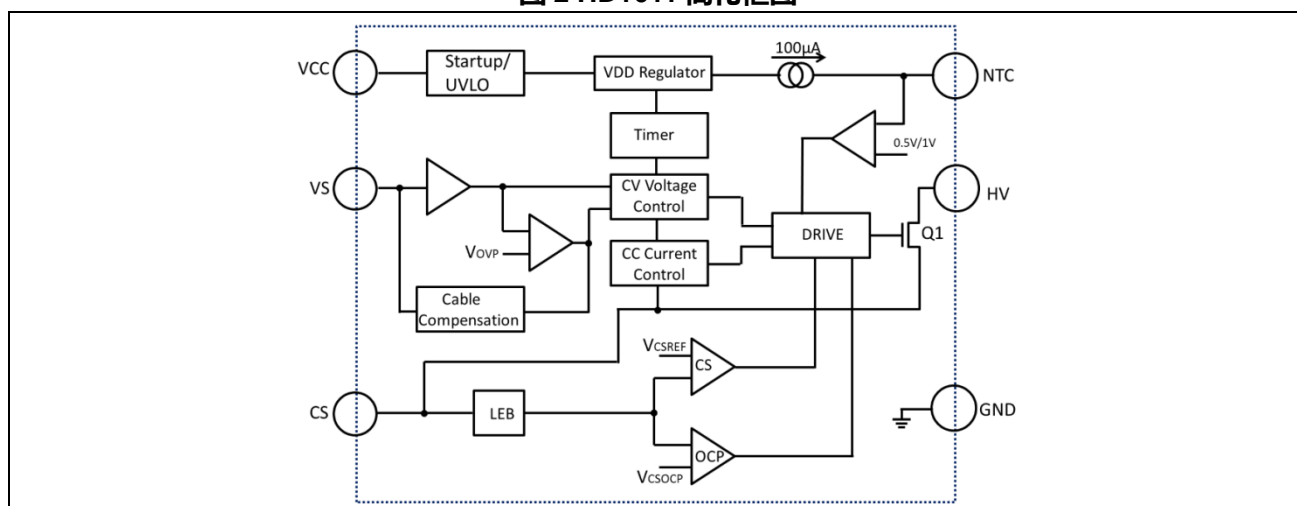 100μA
VCC
Startup/
UVLO
VDD Regulator
NTC
Timer
0.5V/1V
VS
CV Voltage
Control
HV
DRIVE
Q1
VOVP
CC Current
Control
Cable
Compensation
VCSREF
CS
CS
LEB
GND
OCP
VCSOCP